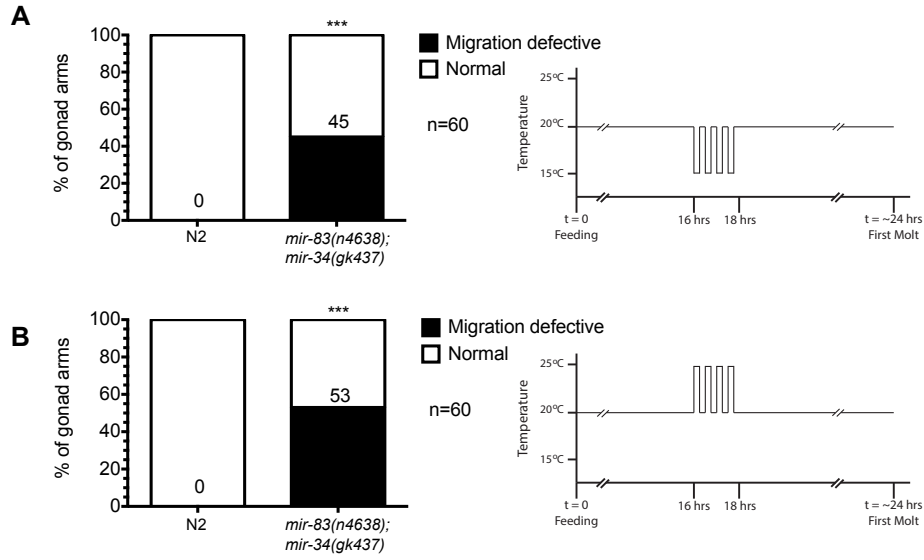 A
% of gonad arms
100
80
60
40
20
0
***
45
0
N2
mir-83(n4638);
mir-34(gk437)
Migration defective
Normal
n=60
Temperature
25ºC
20ºC
15ºC
t = 0
Feeding
16 hrs
18 hrs
t = ~24 hrs
First Molt
B
% of gonad arms
100
80
60
40
20
0
***
53
0
N2
mir-83(n4638);
mir-34(gk437)
Migration defective
Normal
n=60
Temperature
25ºC
20ºC
15ºC
t = 0
Feeding
16 hrs
18 hrs
t = ~24 hrs
First Molt